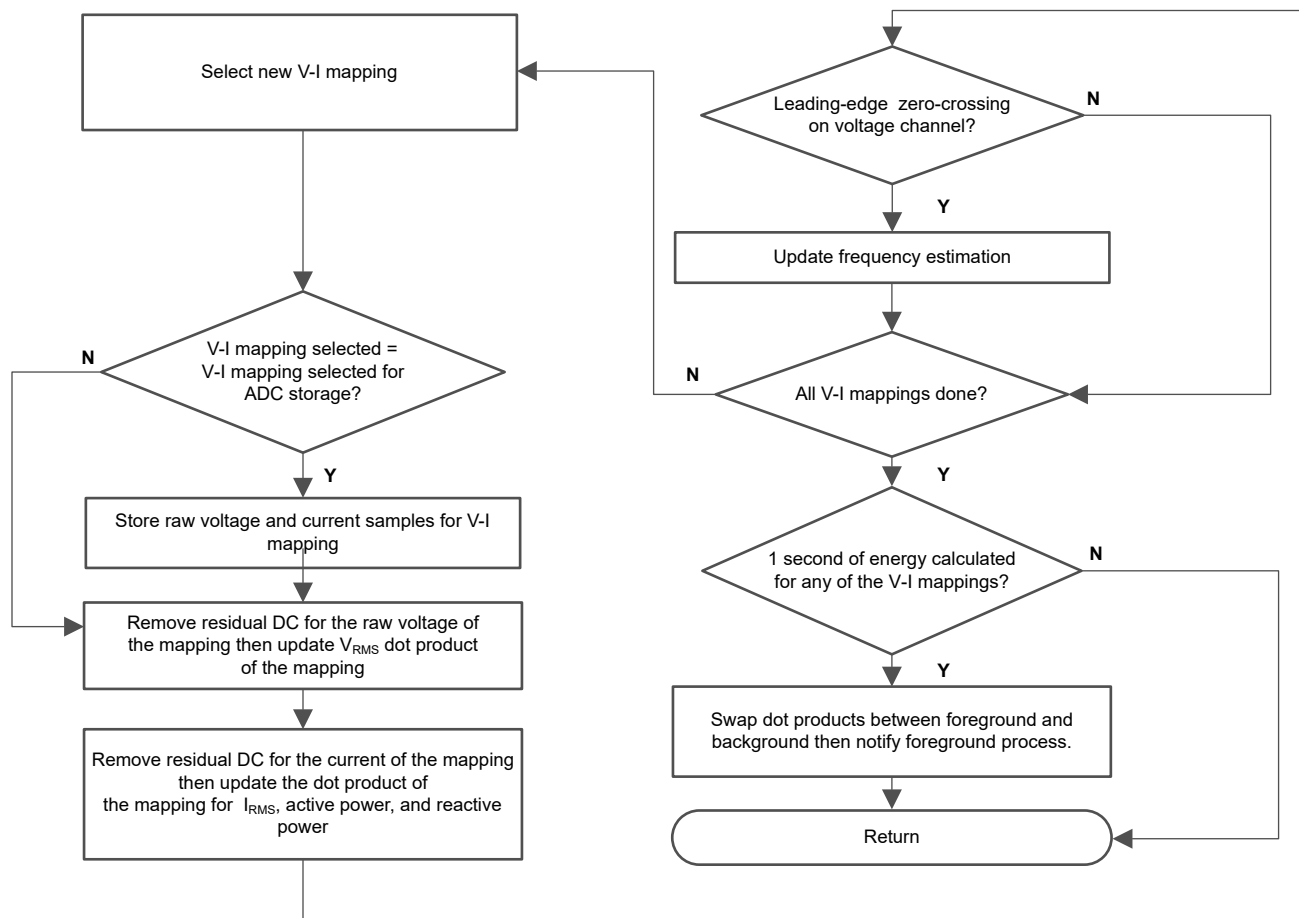 Select new V-I mapping
V-I mapping selected =
V-I mapping selected for
ADC storage?
N
Y
Store raw voltage and current samples for V-I
mapping
Remove residual DC for the raw voltage of
the mapping then update VRMS dot product
of the mapping
Remove residual DC for the current of the mapping
then update the dot product of
the mapping for IRMS, active power, and reactive
power
Leading-edge zero-crossing
on voltage channel?
N
Y
Update frequency estimation
All V-I mappings done?
N
Y
1 second of energy calculated
for any of the V-I mappings?
N
Y
Swap dot products between foreground and
background then notify foreground process.
Return